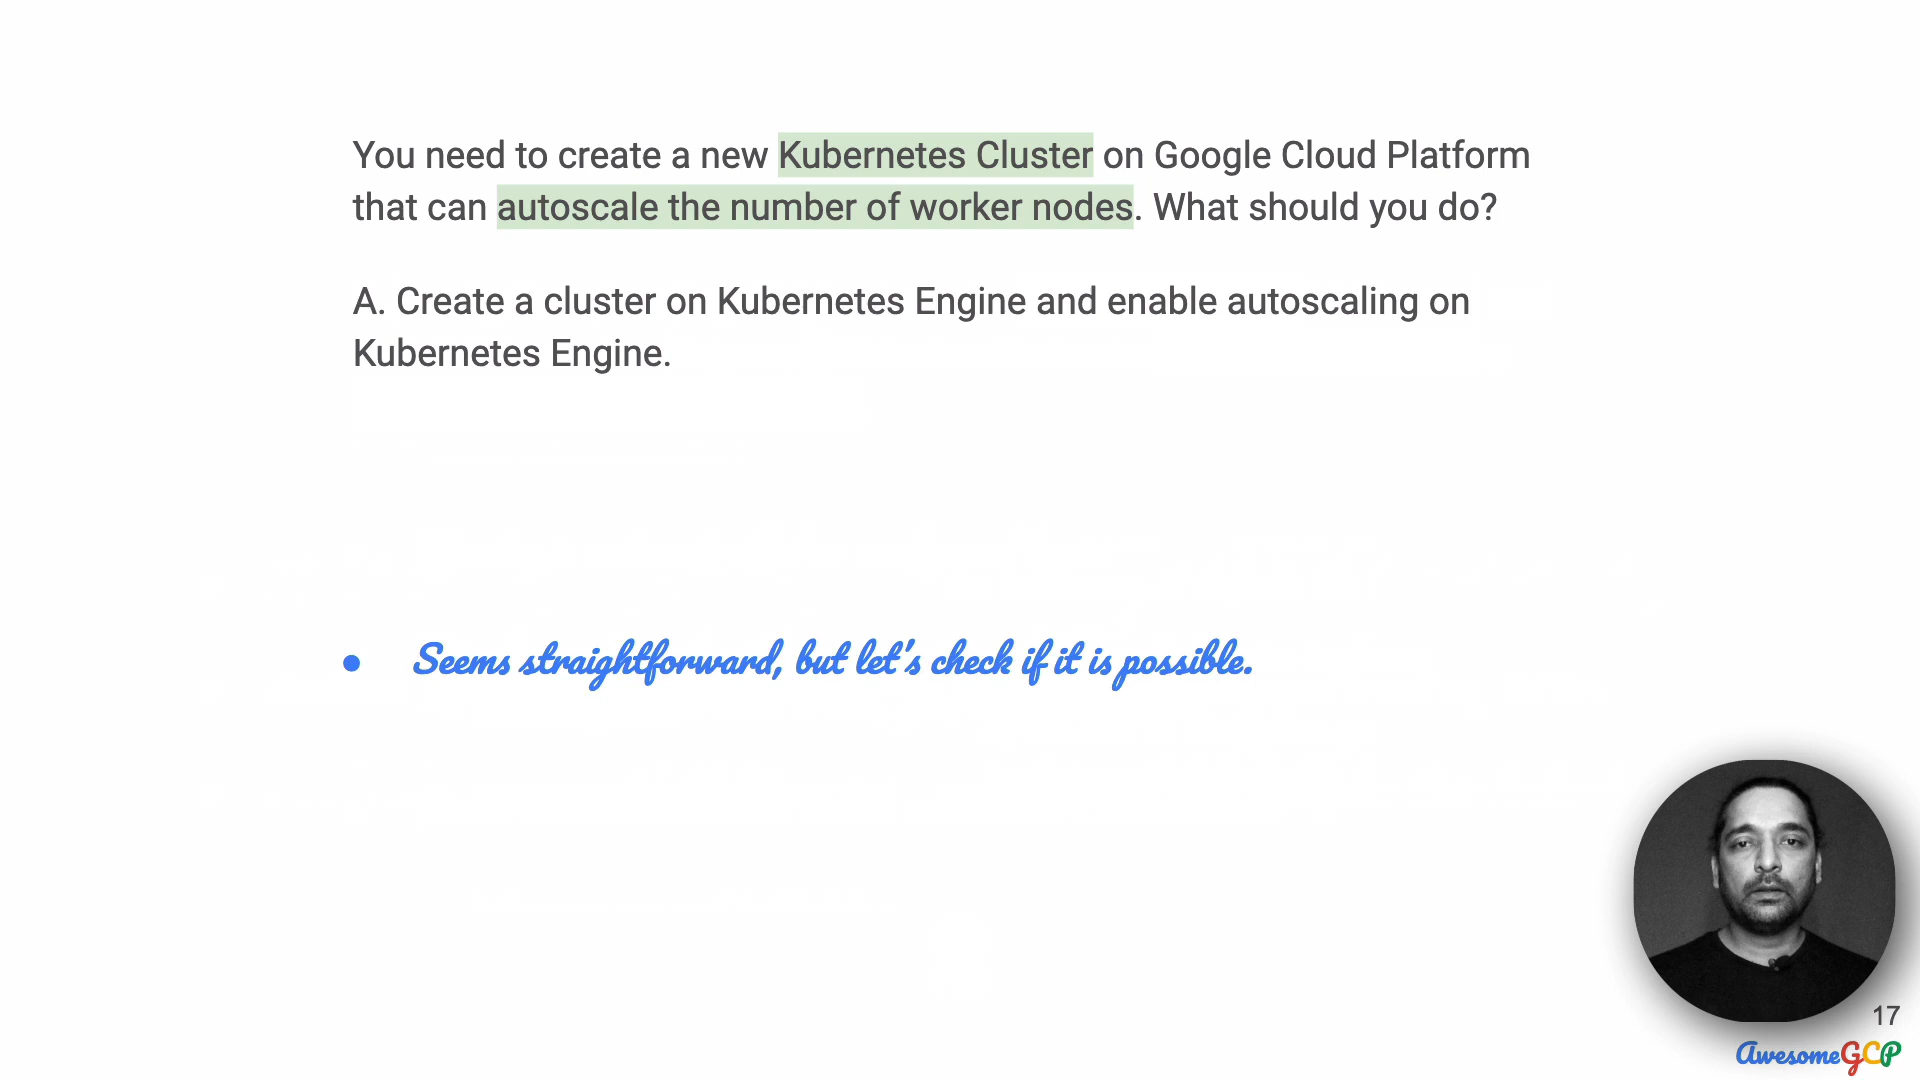 You need to create a new Kubernetes Cluster on Google Cloud Platform
that can autoscale the number of worker nodes. What should you do?
A. Create a cluster on Kubernetes Engine and enable autoscaling on
Kubernetes Engine.
● Seems straightforward, but let's check if it is possible.
17
AwesomeGCP